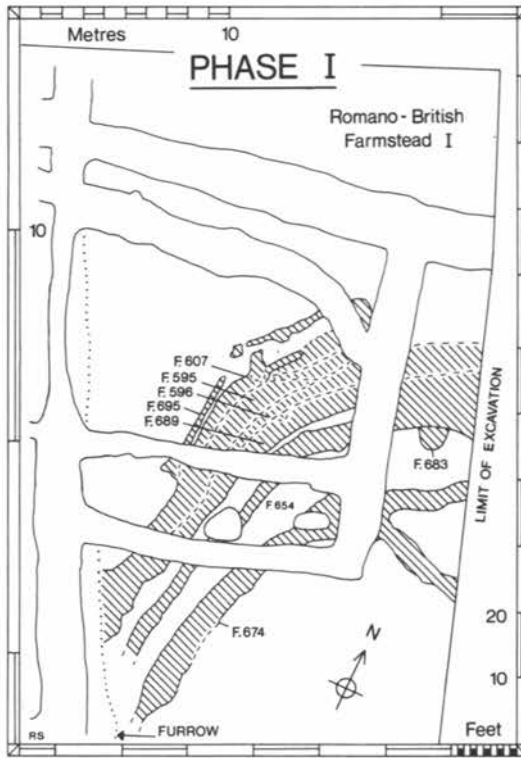 Metres 10
PHASE I
Romano-British
Farmstead I
10
F.607
F.595
F.596
F.695
F.689
F.683
LIMIT OF EXCAVATION
F.654
F.674
N
20
10
RS
FURROW
Feet